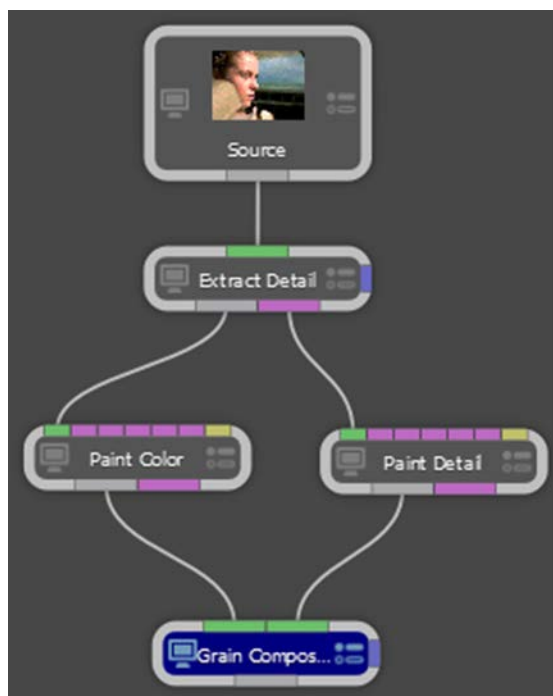 Source
Extract Detail
Paint Color
Paint Detail
Grain Compos...